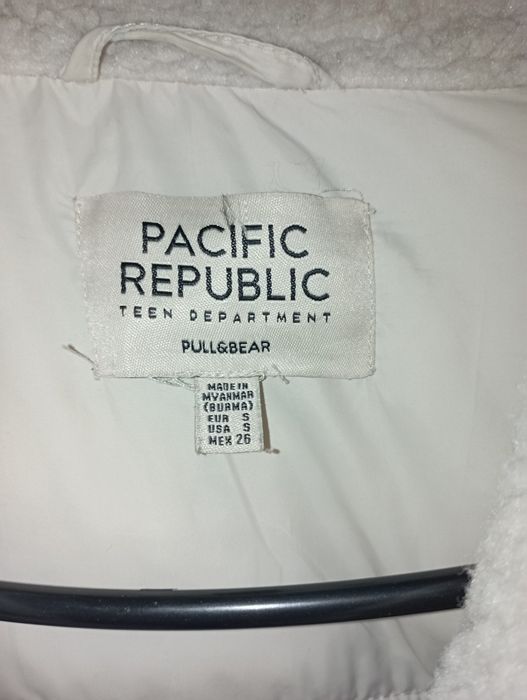 PACIFIC
REPUBLIC
TEEN DEPARTMENT
PULL&BEAR
MADE IN
MYANMAR
(BURMA)
EUR S
USA S
MEX 26